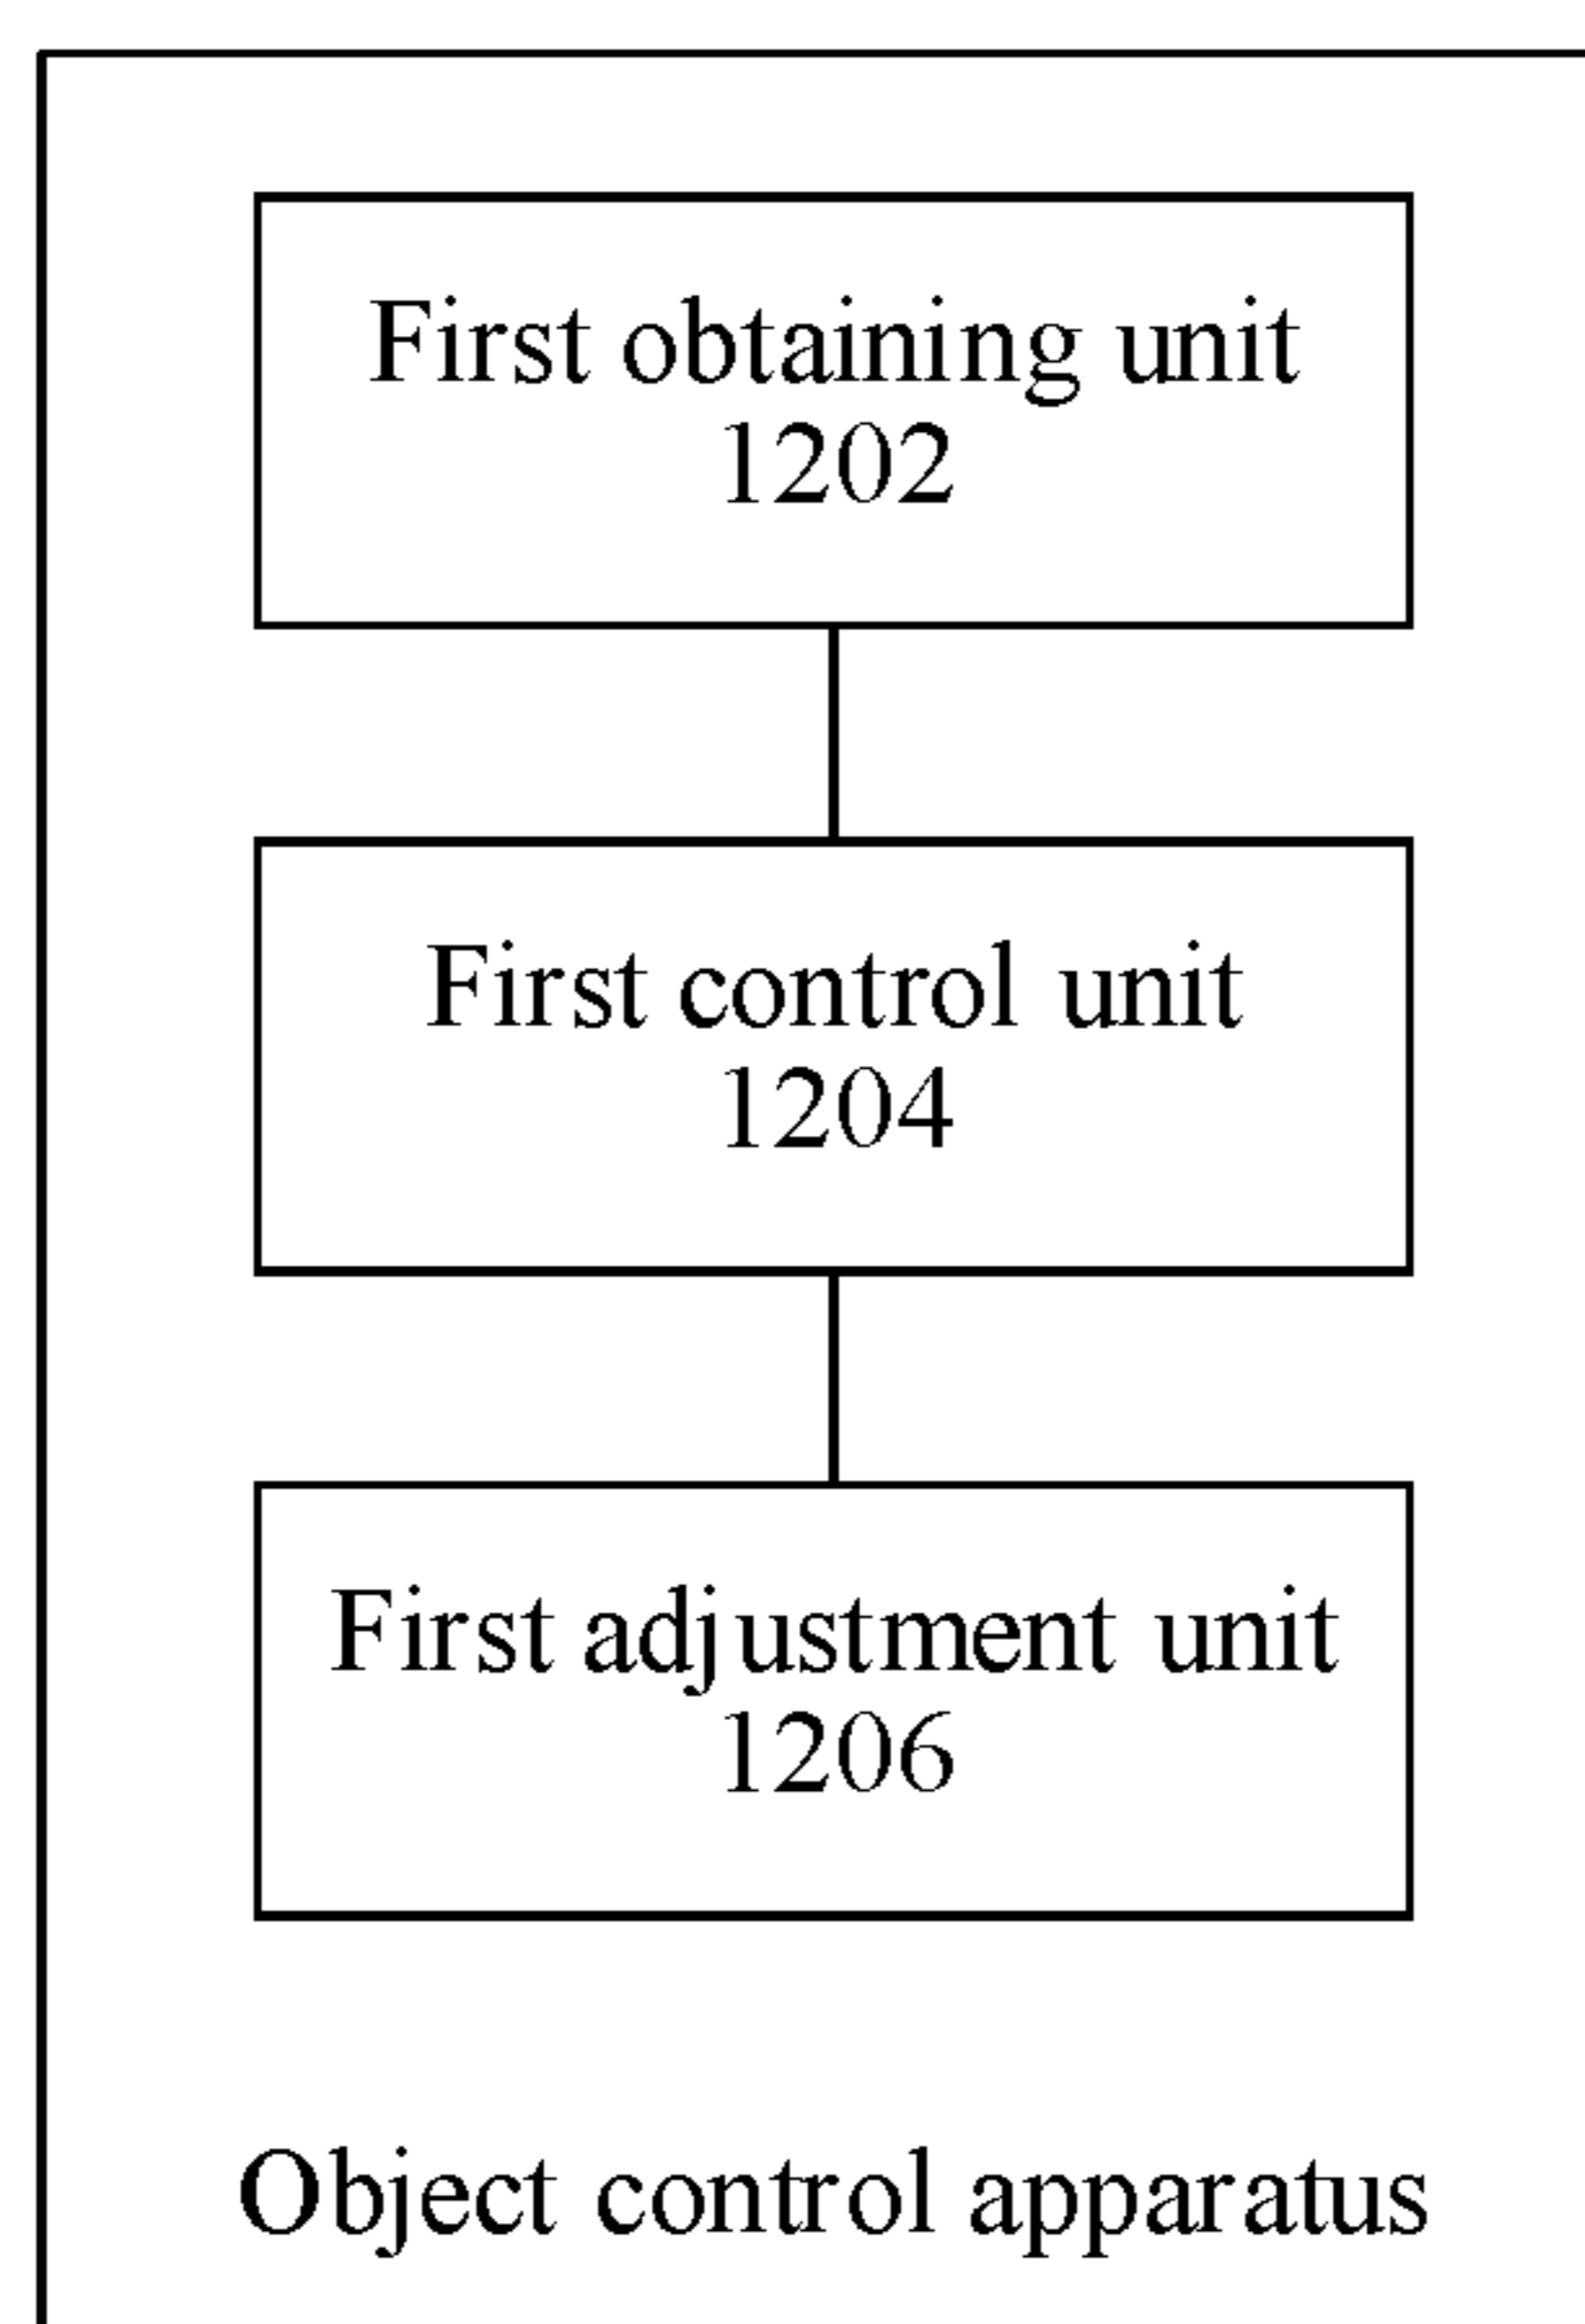 First obtaining unit
1202
First control unit
1204
First adjustment unit
1206
Object control apparatus